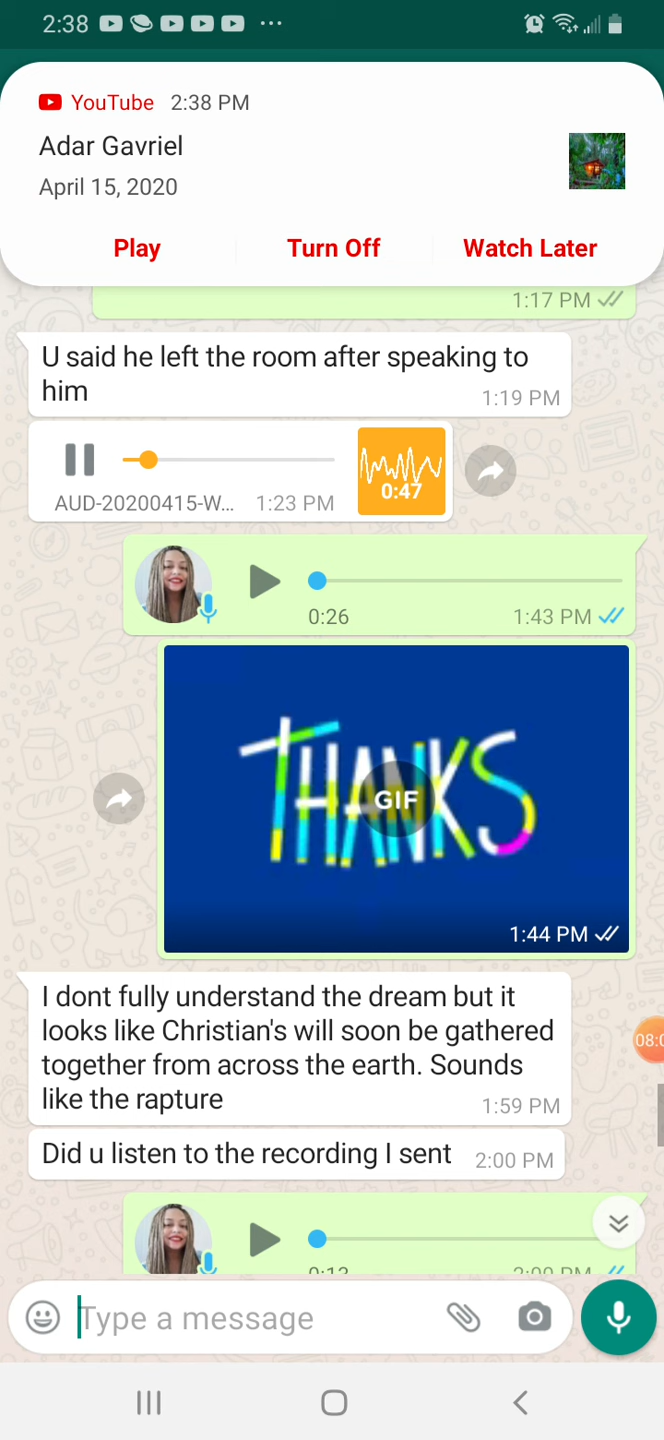 2:38
YouTube 2:38 PM
Adar Gavriel
April 15, 2020
Play Turn Off Watch Later
1:17 PM
U said he left the room after speaking to
him
1:19 PM
0:47
AUD-20200415-W... 1:23 PM
0:26 1:43 PM
THANKS
GIF
1:44 PM
I dont fully understand the dream but it
looks like Christian's will soon be gathered
together from across the earth. Sounds
like the rapture
1:59 PM
Did u listen to the recording I sent 2:00 PM
Type a message